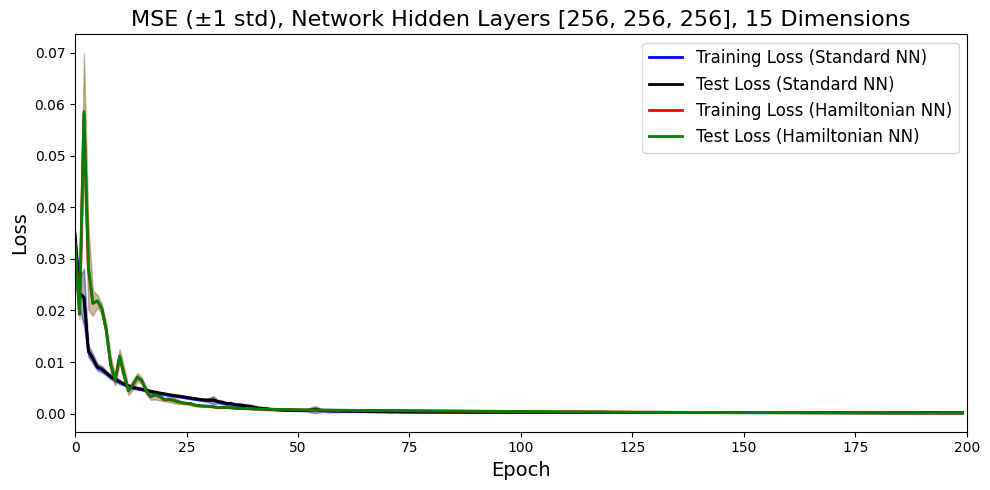 MSE (±1 std), Network Hidden Layers [256, 256, 256], 15 Dimensions
Training Loss (Standard NN)
Test Loss (Standard NN)
Training Loss (Hamiltonian NN)
Test Loss (Hamiltonian NN)
Loss
0.07
0.06
0.05
0.04
0.03
0.02
0.01
0.00
0 25 50 75 100 125 150 175 200
Epoch